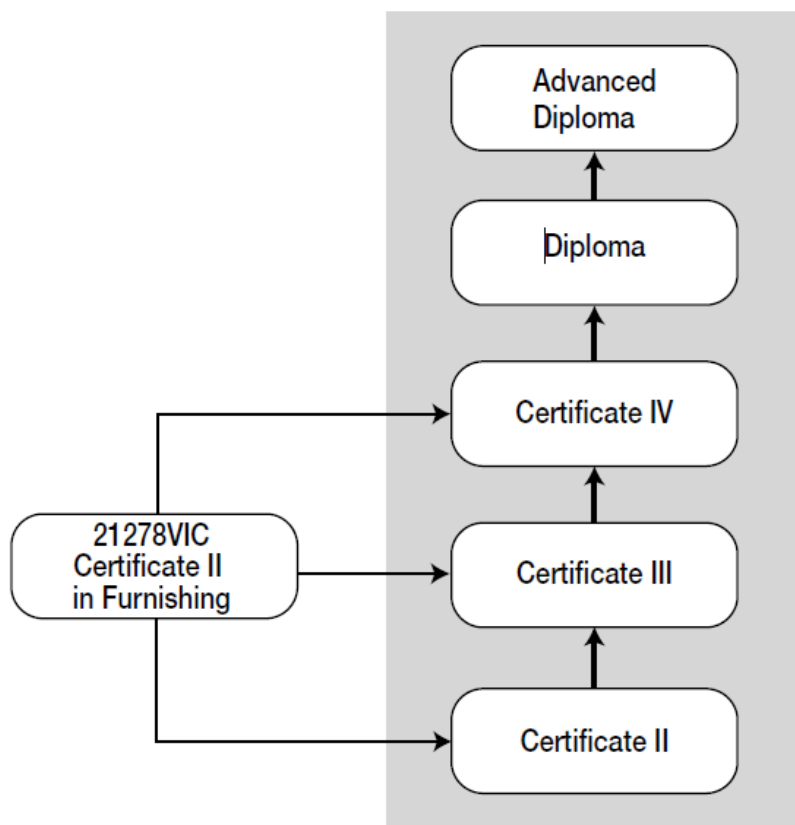 Advanced
Diploma
Diploma
Certificate IV
21278VIC
Certificate II
in Furnishing
Certificate III
Certificate II